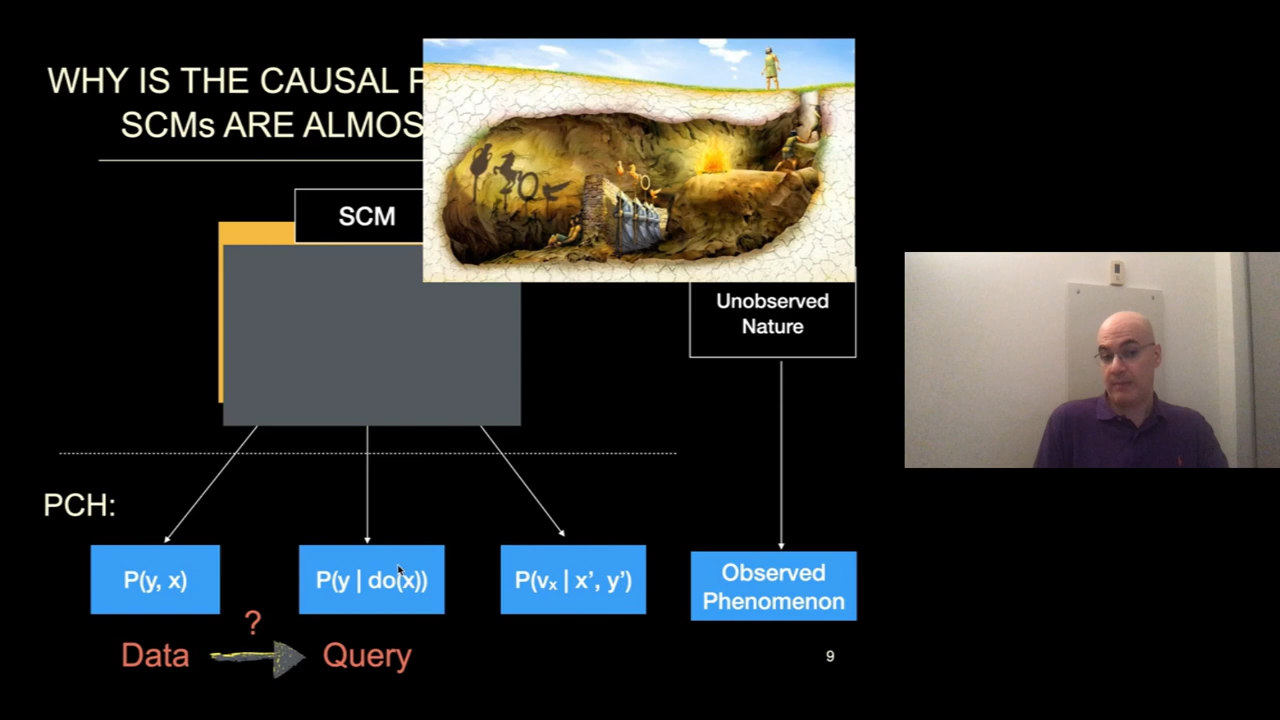 WHY IS THE CAUSAL
SCMs ARE ALMOS
SCM
Unobserved
Nature
PCH:
P(y, x)
P(y | do(x))
P(vₓ | x’, y’)
Observed
Phenomenon
?
Data
Query
9